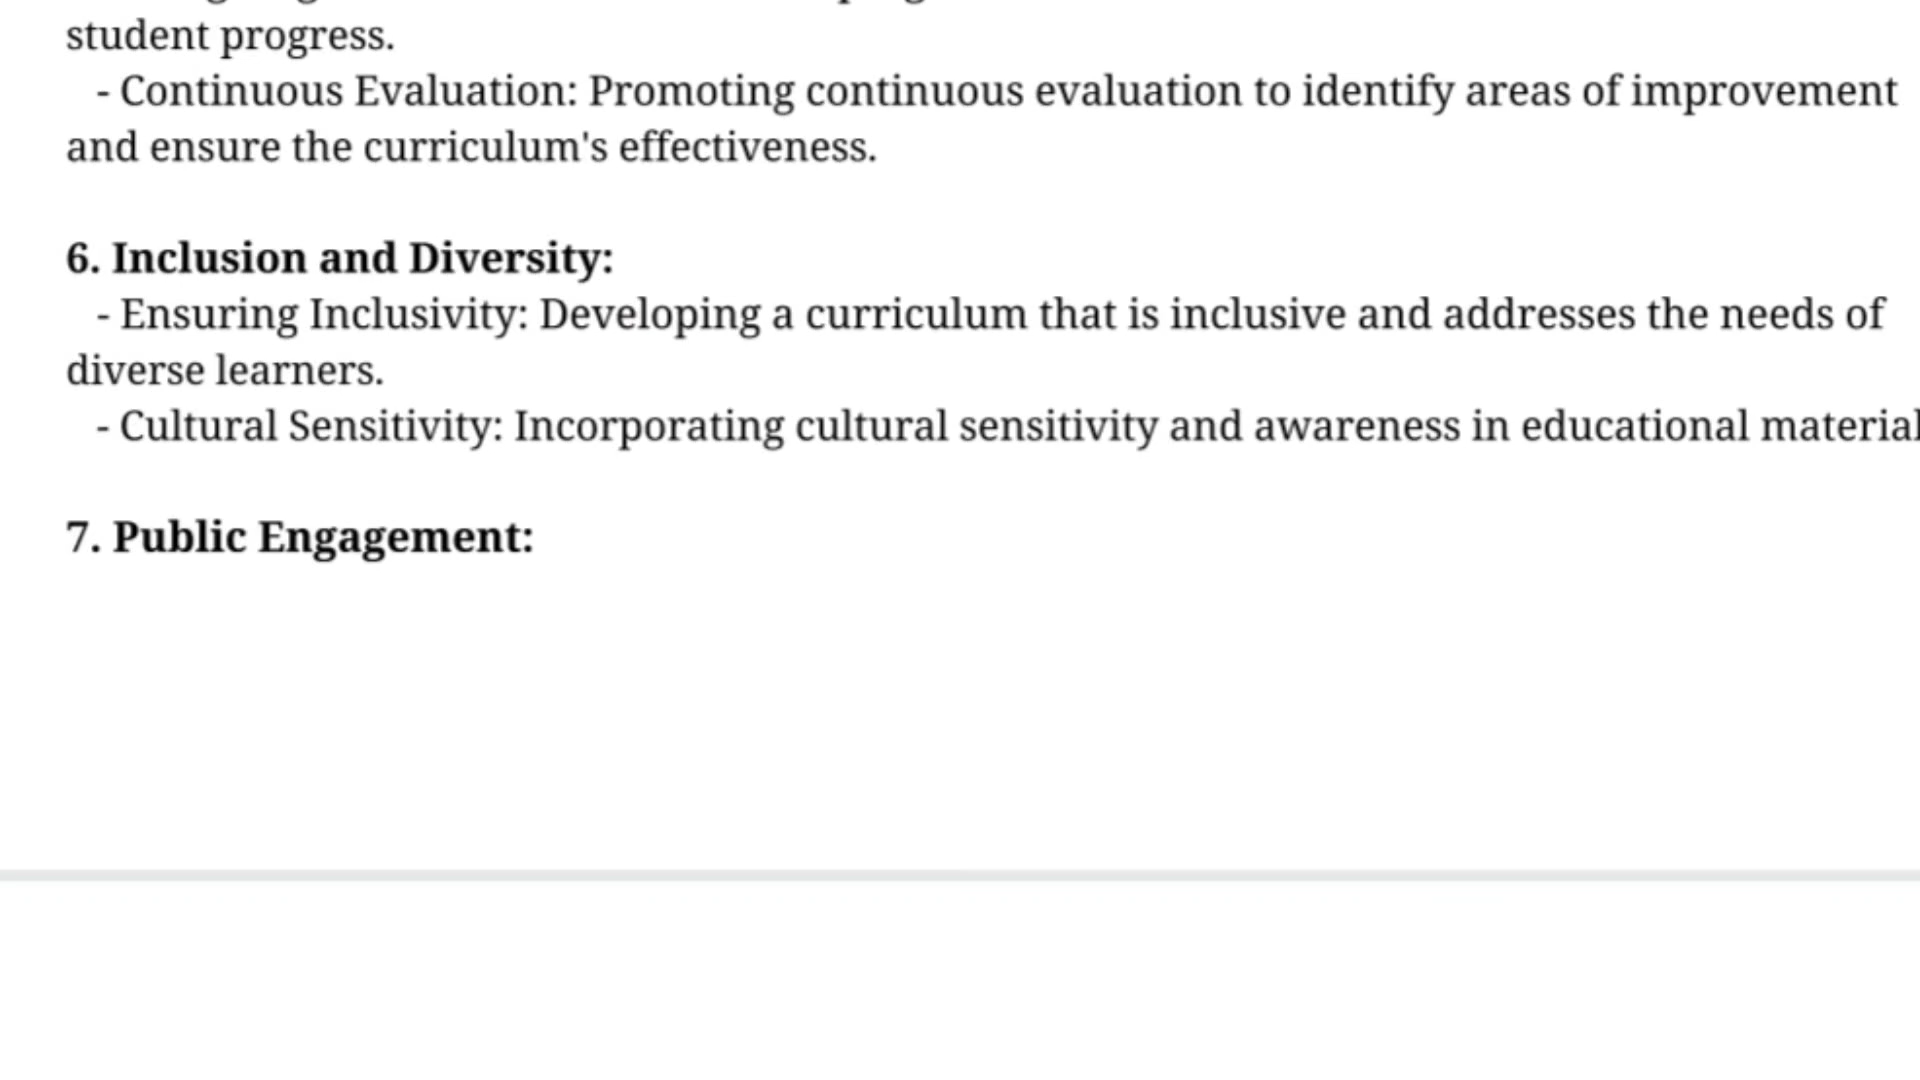 student progress.
- Continuous Evaluation: Promoting continuous evaluation to identify areas of improvement
and ensure the curriculum's effectiveness.
6. Inclusion and Diversity:
- Ensuring Inclusivity: Developing a curriculum that is inclusive and addresses the needs of
diverse learners.
- Cultural Sensitivity: Incorporating cultural sensitivity and awareness in educational material
7. Public Engagement: